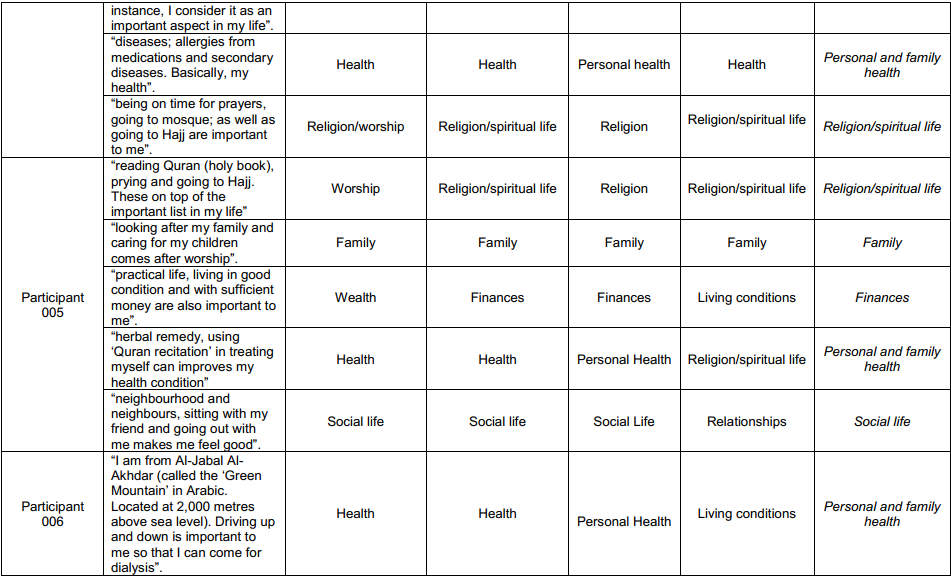 instance, I consider it as an
important aspect in my life”.
“diseases; allergies from
medications and secondary
diseases. Basically, my
health”.
Health
Health
Personal health
Health
Personal and family
health
“being on time for prayers,
going to mosque; as well as
going to Hajj are important
to me”.
Religion/worship
Religion/spiritual life
Religion
Religion/spiritual life
Religion/spiritual life
Participant
005
“reading Quran (holy book),
prying and going to Hajj.
These on top of the
important list in my life”
Worship
Religion/spiritual life
Religion
Religion/spiritual life
Religion/spiritual life
“looking after my family and
caring for my children
comes after worship”.
Family
Family
Family
Family
Family
“practical life, living in good
condition and with sufficient
money are also important to
me”.
Wealth
Finances
Finances
Living conditions
Finances
“herbal remedy, using
‘Quran recitation’ in treating
myself can improves my
health condition”
Health
Health
Personal Health
Religion/spiritual life
Personal and family
health
“neighbourhood and
neighbours, sitting with my
friend and going out with
me makes me feel good”.
Social life
Social life
Social Life
Relationships
Social life
Participant
006
“I am from Al-Jabal Al-
Akhdar (called the ‘Green
Mountain’ in Arabic.
Located at 2,000 metres
above sea level). Driving up
and down is important to
me so that I can come for
dialysis”.
Health
Health
Personal Health
Living conditions
Personal and family
health